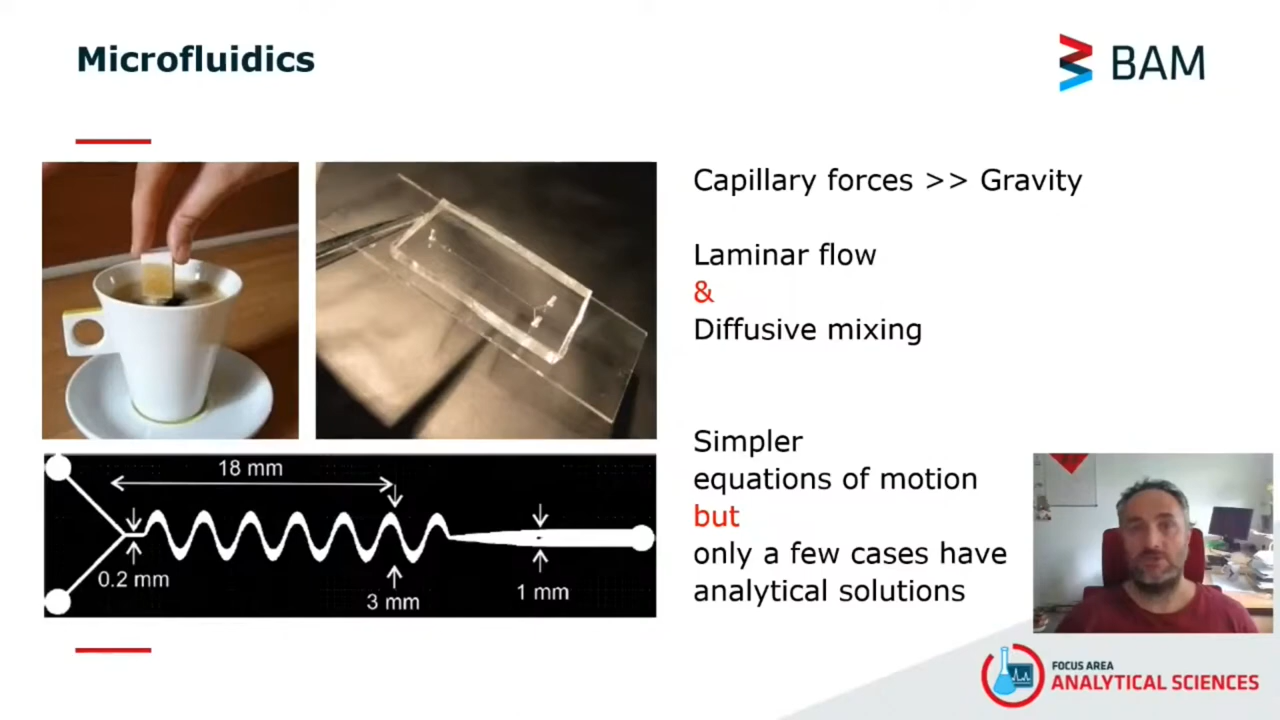 Microfluidics
BAM
Capillary forces >> Gravity
Laminar flow
&
Diffusive mixing
18 mm
0.2 mm
3 mm
1 mm
Simpler
equations of motion
but
only a few cases have
analytical solutions
FOCUS AREA
ANALYTICAL SCIENCES